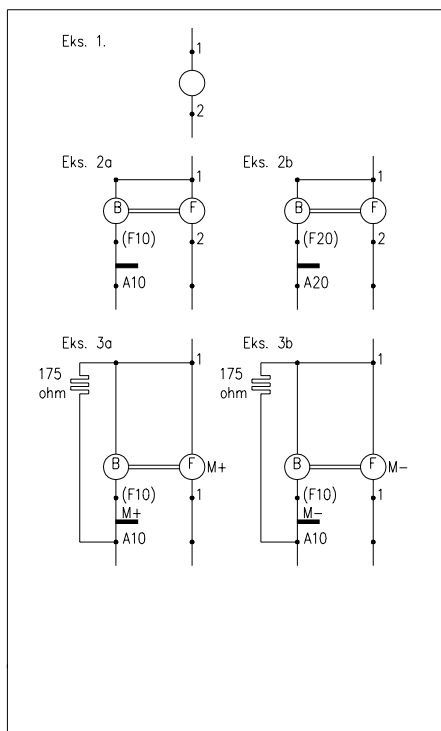 Eks. 1.
1
2
Eks. 2a
1
B F
(F10) 2
A10
Eks. 2b
1
B F
(F20) 2
A20
Eks. 3a
1
175
ohm
B F M+
(F10) 1
M+
A10
Eks. 3b
1
175
ohm
B F M-
(F10) 1
M-
A10